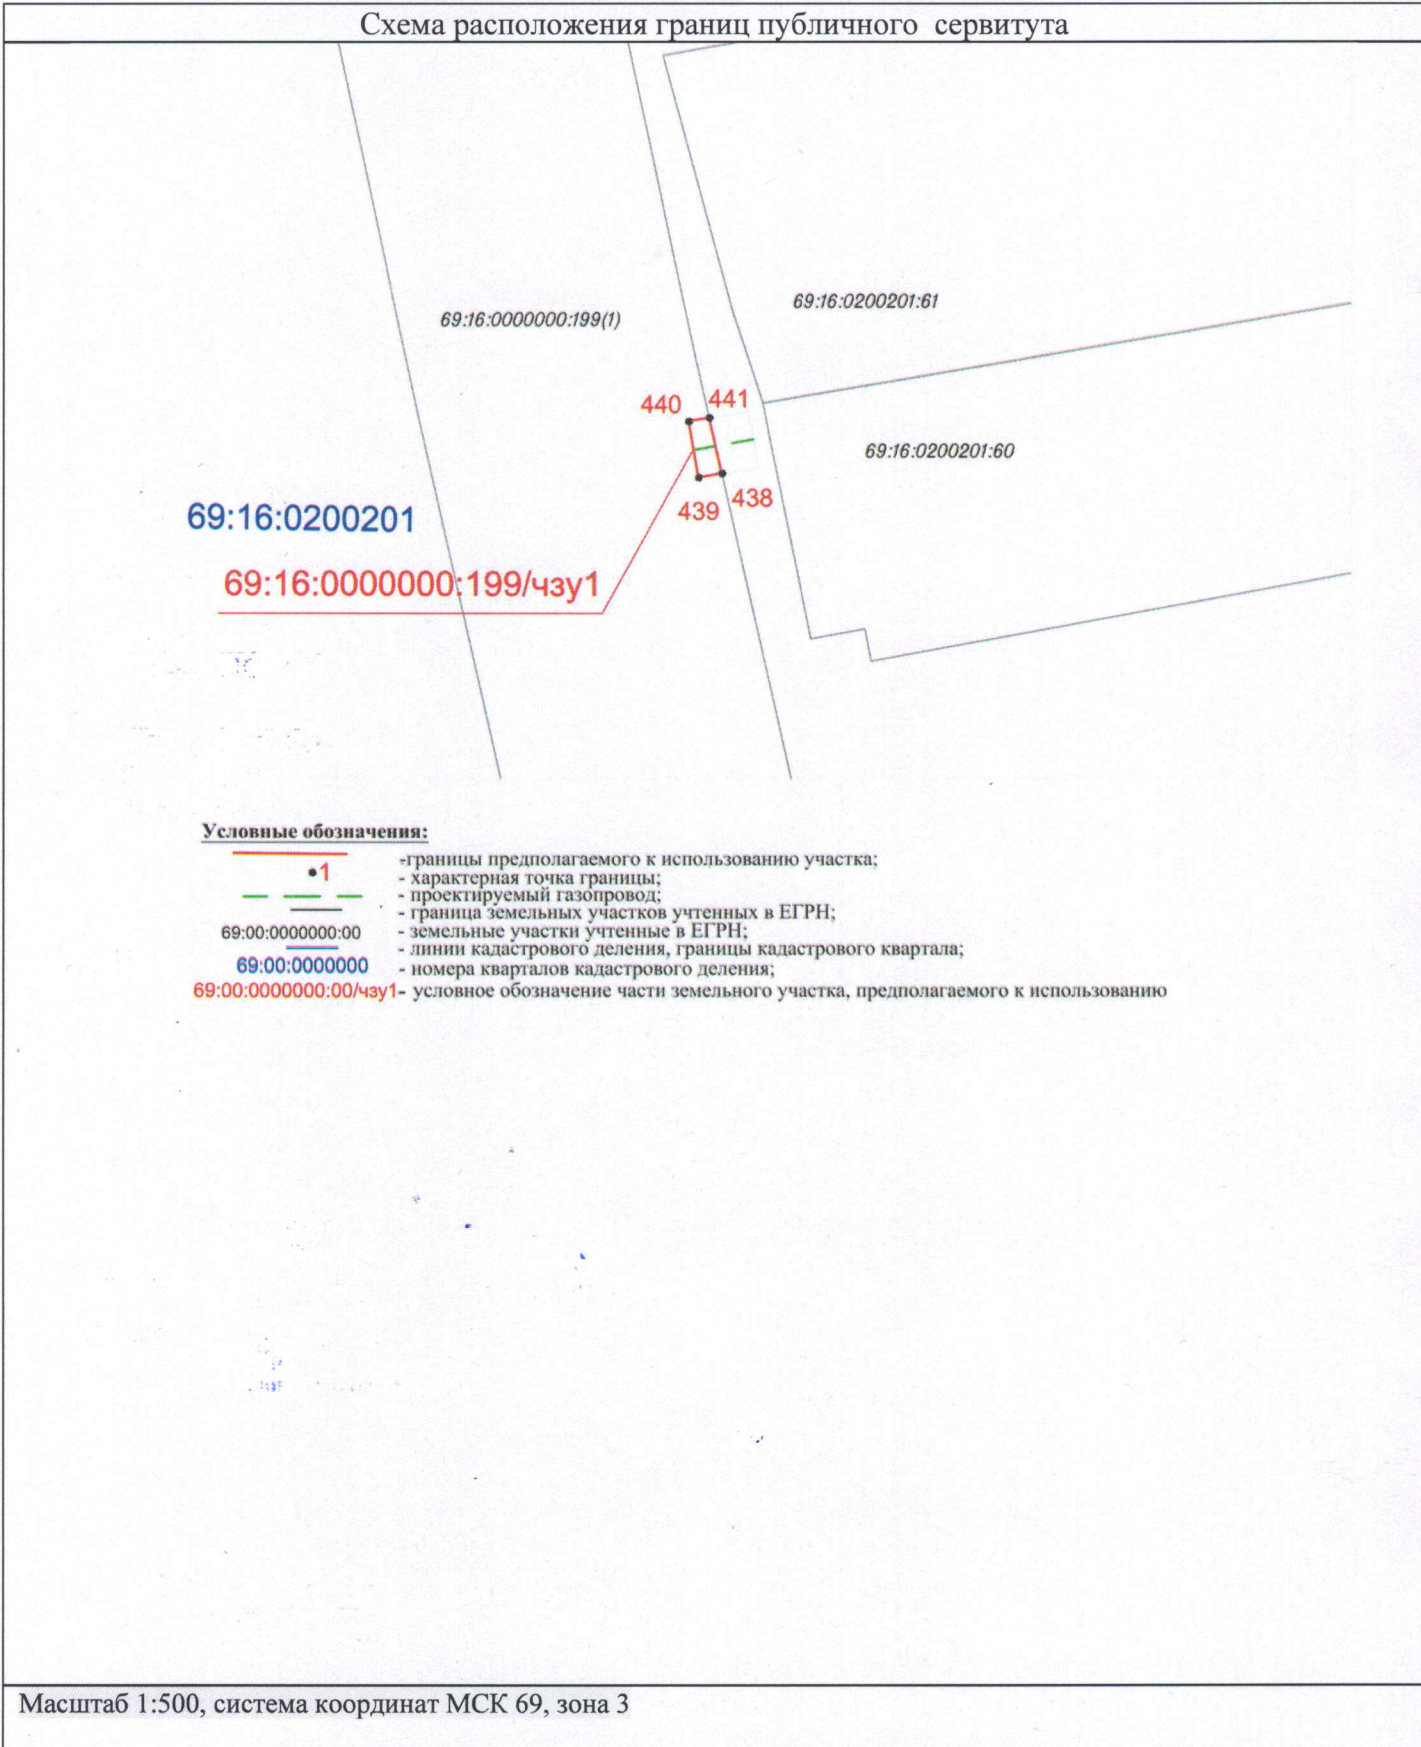 Схема расположения границ публичного сервитута
69:16:0200201:61
69:16:0000000:199(1)
440
441
69:16:0200201:60
438
439
69:16:0200201
69:16:0000000:199/чзу1
Условные обозначения:
-границы предполагаемого к использованию участка;
1 - характерная точка границы;
- проектируемый газопровод;
- граница земельных участков учтенных в ЕГРН;
69:00:0000000:00 - земельные участки учтенные в ЕГРН;
- линии кадастрового деления, границы кадастрового квартала;
69:00:0000000 - номера кварталов кадастрового деления;
69:00:0000000:00/чзу1- условное обозначение части земельного участка, предполагаемого к использованию
Масштаб 1:500, система координат МСК 69, зона 3